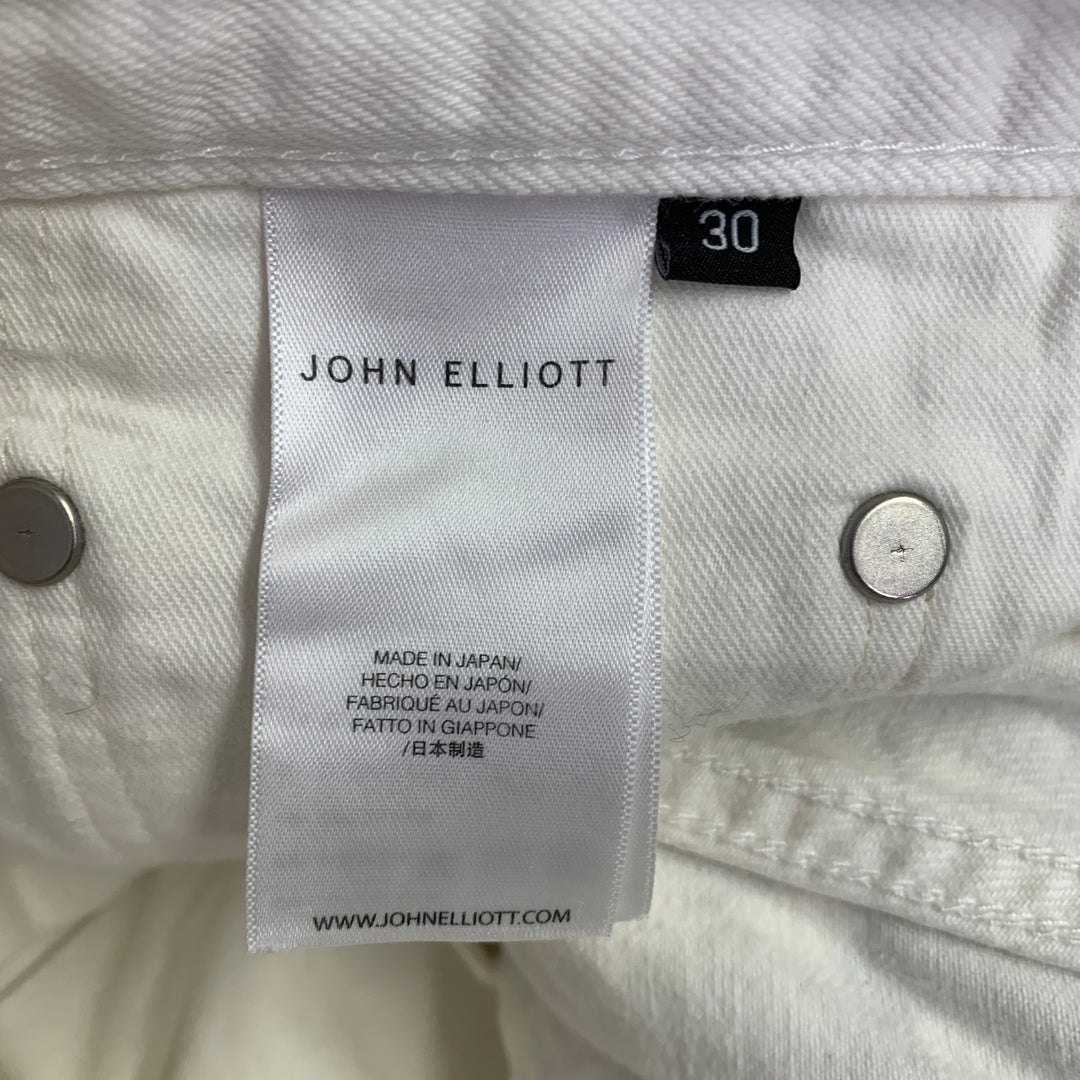 30
JOHN ELLIOTT
MADE IN JAPAN/
HECHO EN JAPÓN/
FABRIQUÉ AU JAPON/
FATTO IN GIAPPONE
/日本制造
WWW.JOHNELLIOTT.COM